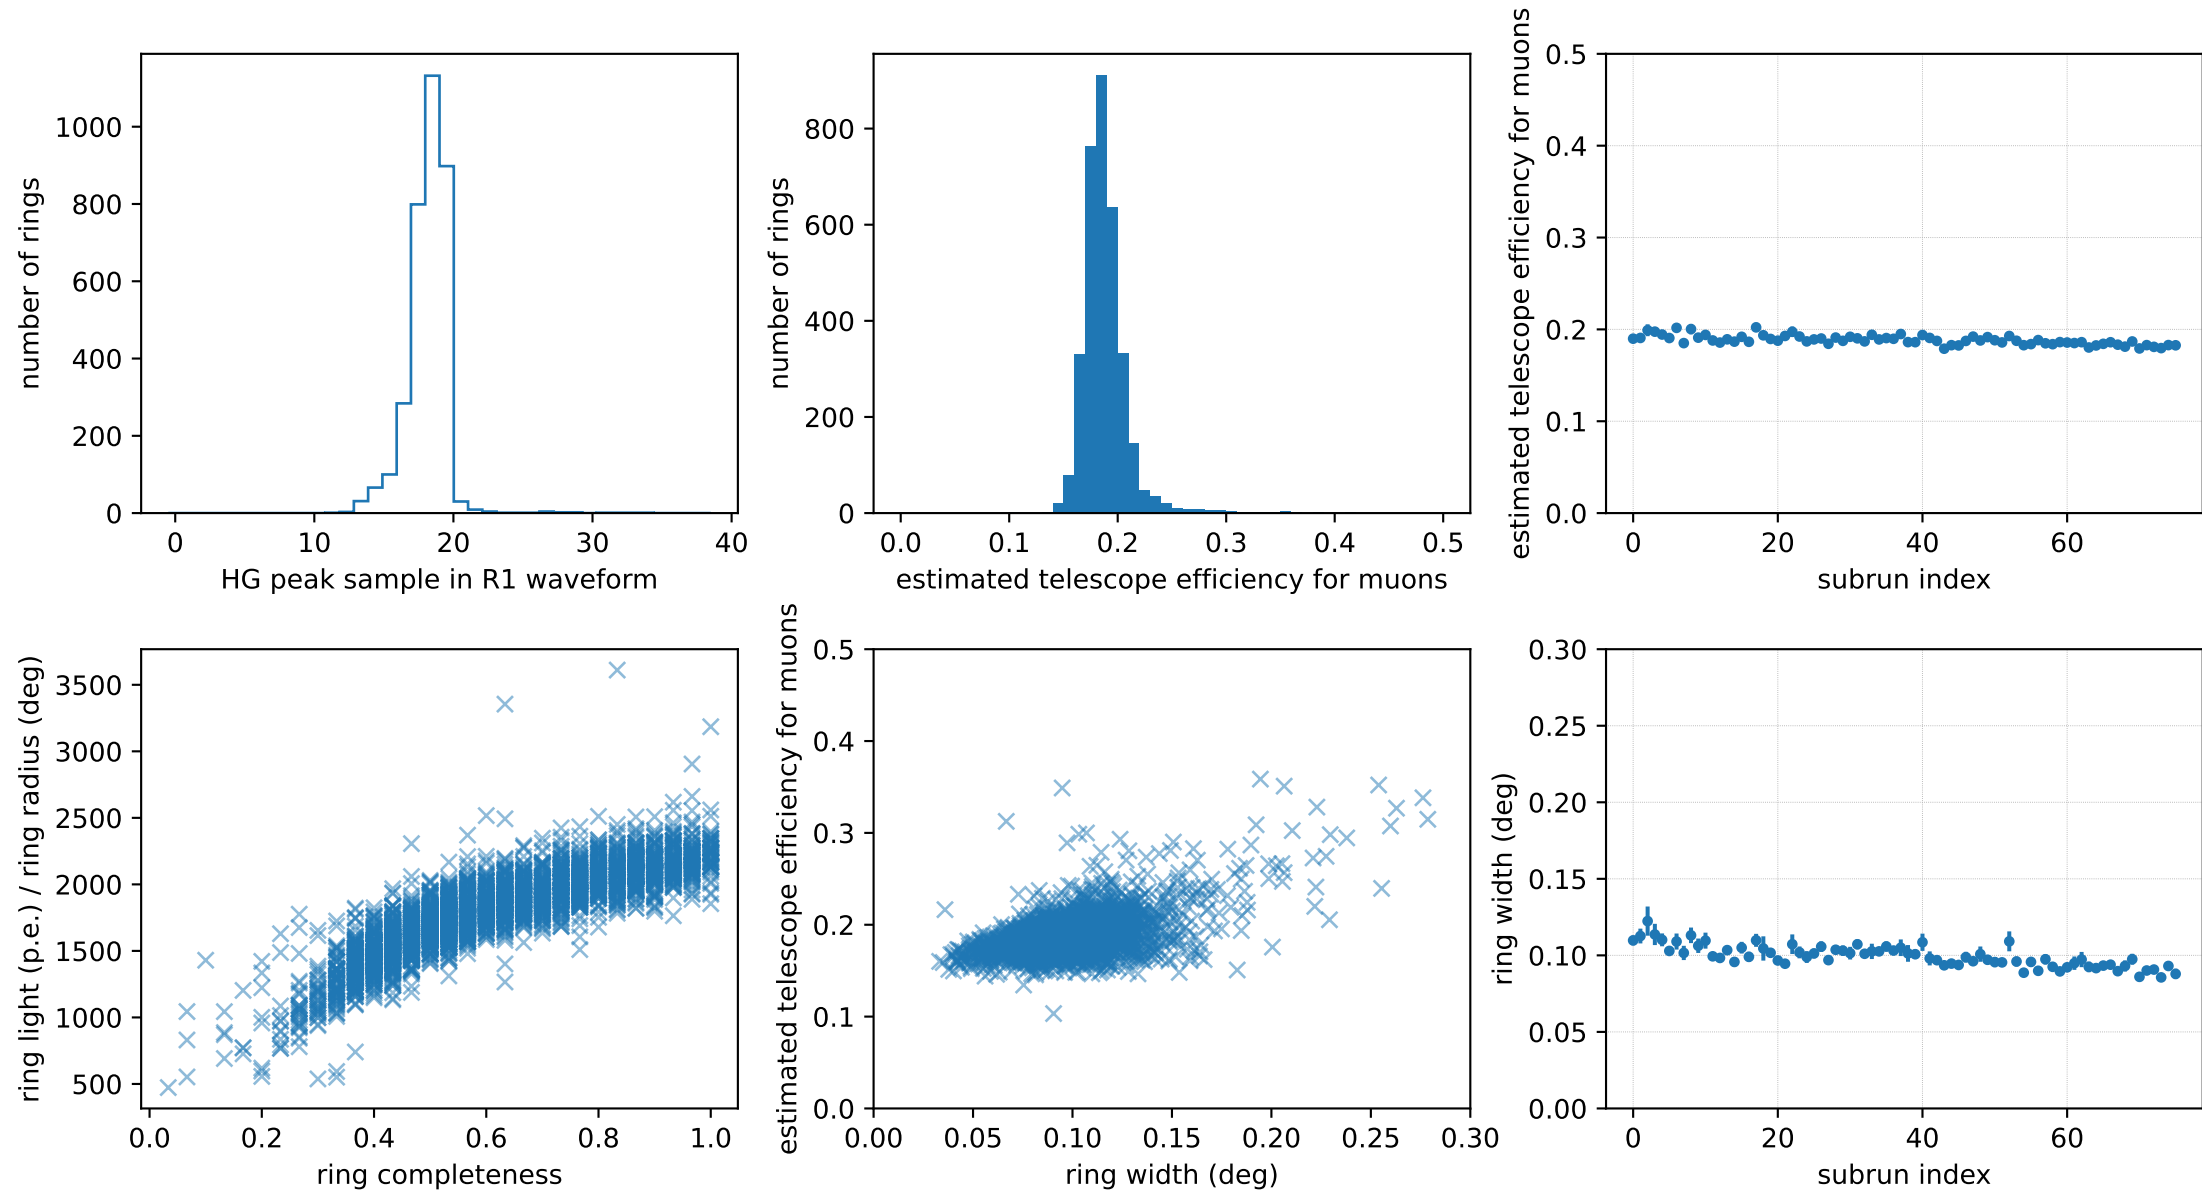 number of rings
1000
800
600
400
200
0
0 10 20 30 40
HG peak sample in R1 waveform
number of rings
800
600
400
200
0
0.0 0.1 0.2 0.3 0.4 0.5
estimated telescope efficiency for muons
estimated telescope efficiency for muons
0.5
0.4
0.3
0.2
0.1
0.0
0 20 40 60
subrun index
ring light (p.e.) / ring radius (deg)
3500
3000
2500
2000
1500
1000
500
0.0 0.2 0.4 0.6 0.8 1.0
ring completeness
estimated telescope efficiency for muons
0.5
0.4
0.3
0.2
0.1
0.0
0.00 0.05 0.10 0.15 0.20 0.25 0.30
ring width (deg)
ring width (deg)
0.30
0.25
0.20
0.15
0.10
0.05
0.00
0 20 40 60
subrun index